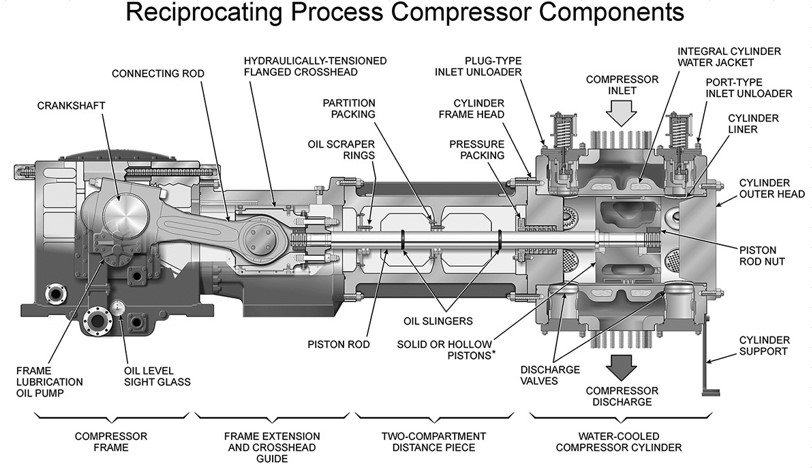 Reciprocating Process Compressor Components
HYDRAULICALLY-TENSIONED
FLANGED CROSSHEAD
CONNECTING ROD
CRANKSHAFT
PARTITION
PACKING
OIL SCRAPER
RINGS
PLUG-TYPE
INLET UNLOADER
CYLINDER
FRAME HEAD
PRESSURE
PACKING
COMPRESSOR
INLET
INTEGRAL CYLINDER
WATER JACKET
PORT-TYPE
INLET UNLOADER
CYLINDER
LINER
CYLINDER
OUTER HEAD
PISTON
ROD NUT
CYLINDER
SUPPORT
FRAME
LUBRICATION
OIL PUMP
OIL LEVEL
SIGHT GLASS
PISTON ROD
OIL SLINGERS
SOLID OR HOLLOW
PISTONS*
DISCHARGE
VALVES
COMPRESSOR
DISCHARGE
COMPRESSOR
FRAME
FRAME EXTENSION
AND CROSSHEAD
GUIDE
TWO-COMPARTMENT
DISTANCE PIECE
WATER-COOLED
COMPRESSOR CYLINDER